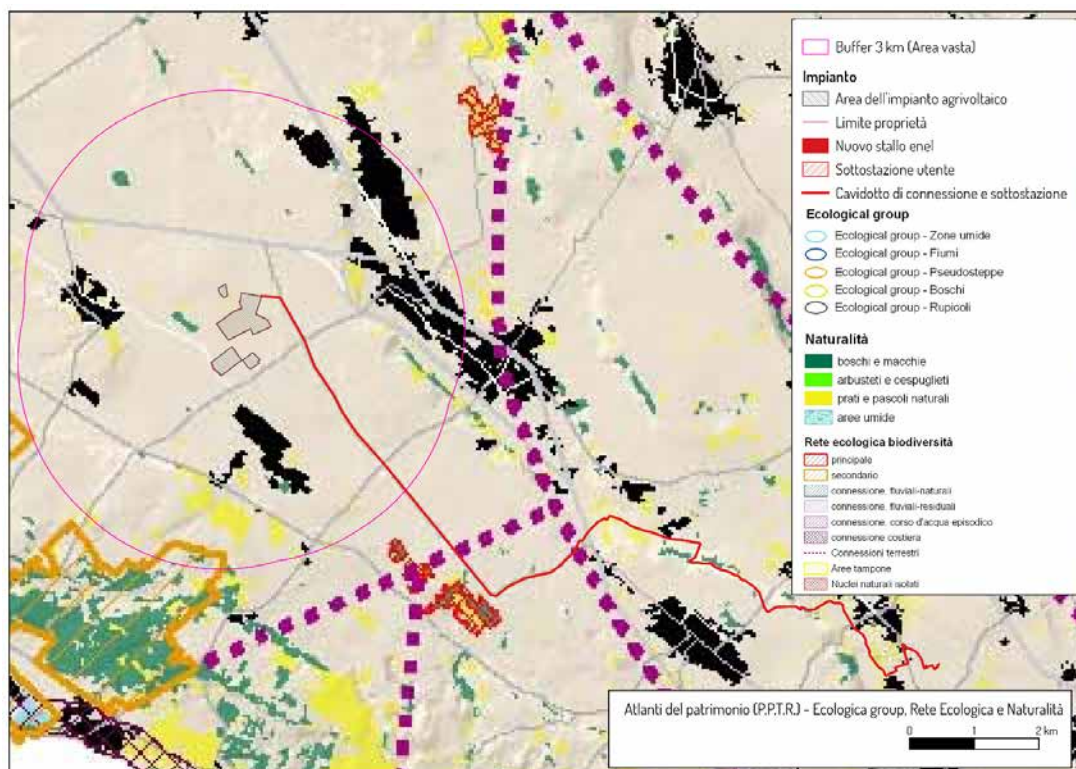 Buffer 3 km (Area vasta)
Impianto
Area dell'impianto agrivoltaico
Limite proprietà
Nuovo stallo enel
Sottostazione utente
Cavidotto di connessione e sottostazione
Ecological group
Ecological group - Zone umide
Ecological group - Fiumi
Ecological group - Pseudosteppe
Ecological group - Boschi
Ecological group - Rupicoli
Naturalità
boschi e macchie
arbusteti e cespuglieti
prati e pascoli naturali
aree umide
Rete ecologica biodiversità
principale
secondario
connessione, fluviali-naturali
connessione, fluviali-residuali
connessione, corso d'acqua episodico
connessione costiera
Connessioni terrestri
Aree tampone
Nuclei naturali isolati
Atlanti del patrimonio (P.P.T.R.) - Ecologica group, Rete Ecologica e Naturalità
0 1 2 km